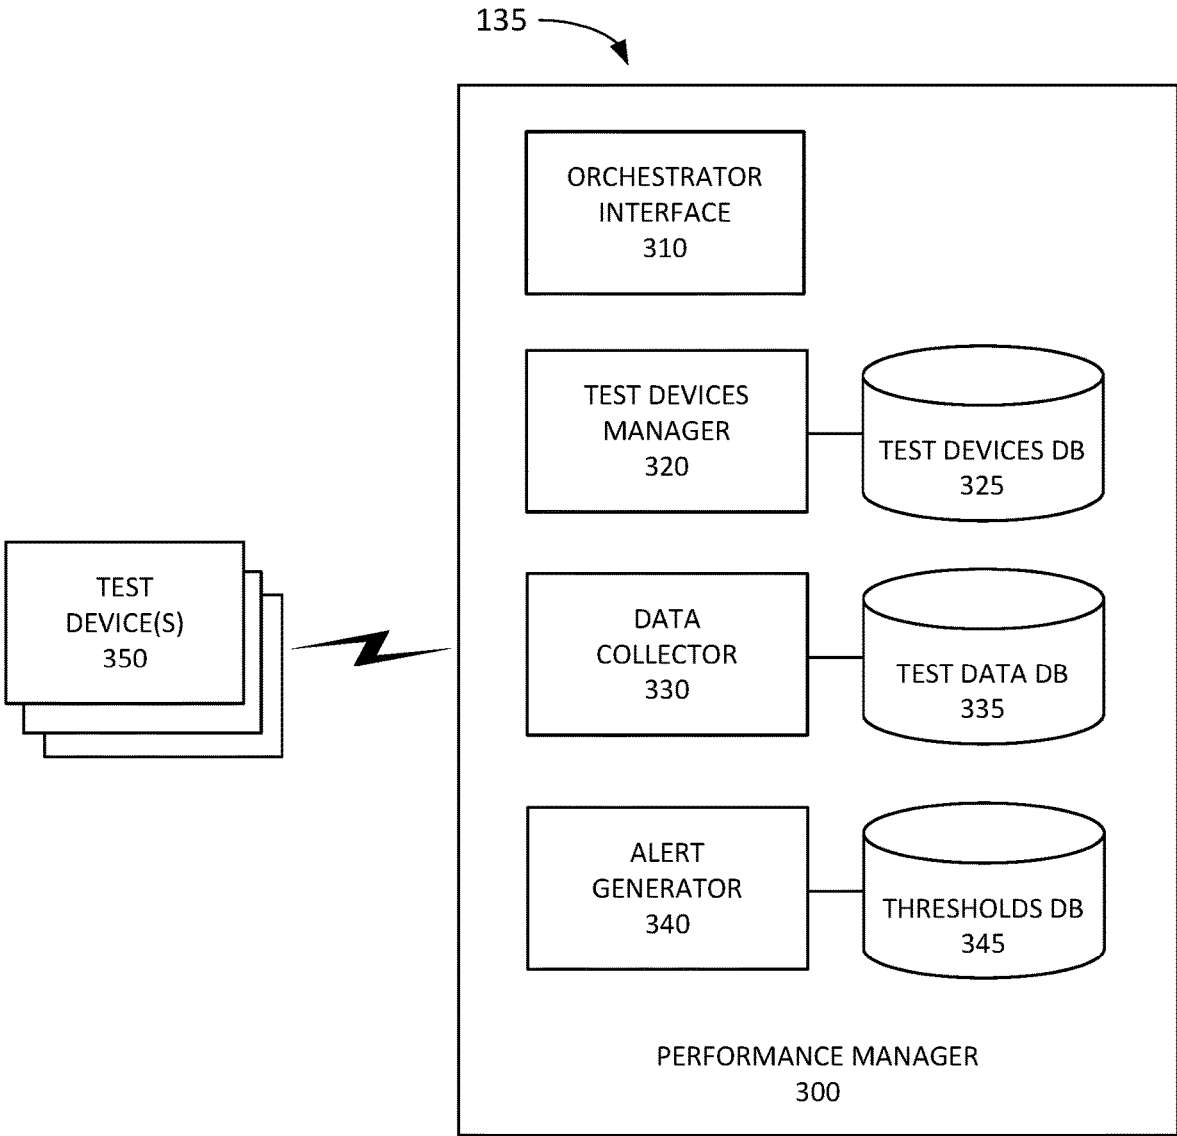 135
ORCHESTRATOR
INTERFACE
310
TEST DEVICES
MANAGER
320
TEST DEVICES DB
325
TEST
DEVICE(S)
350
DATA
COLLECTOR
330
TEST DATA DB
335
ALERT
GENERATOR
340
THRESHOLDS DB
345
PERFORMANCE MANAGER
300